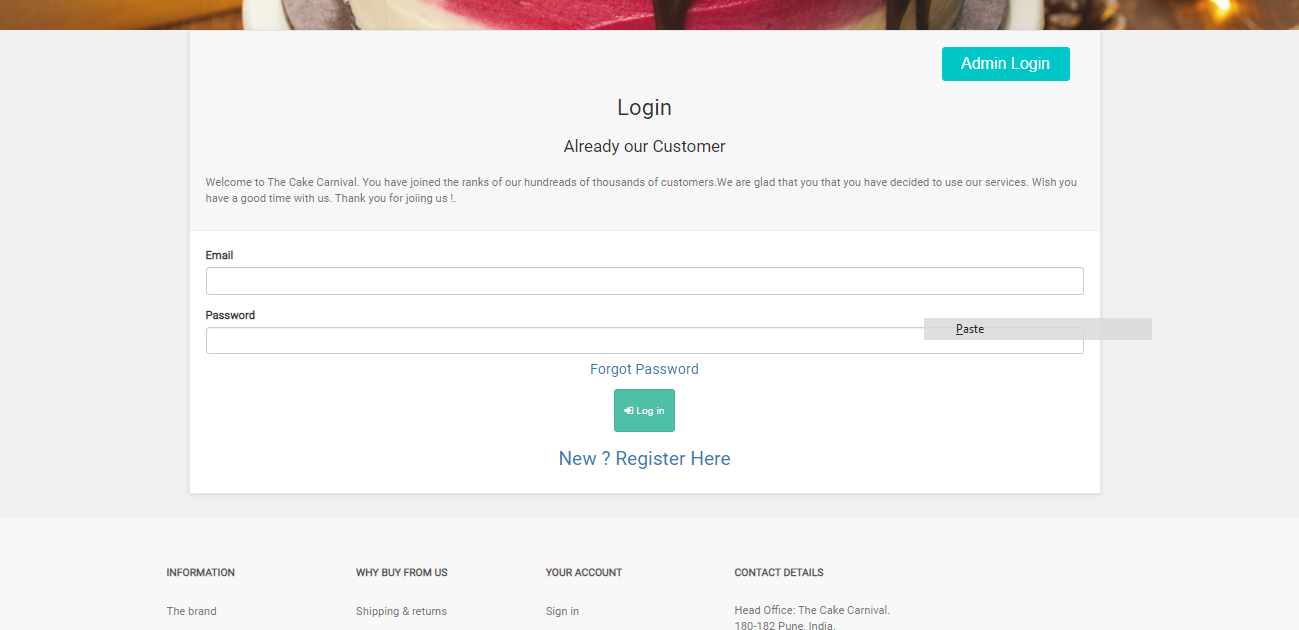 Admin Login
Login
Already our Customer
Welcome to The Cake Carnival. You have joined the ranks of our hundreds of thousands of customers.We are glad that you that you have decided to use our services. Wish you
have a good time with us. Thank you for joiing us !.
Email
Password
Paste
Forgot Password
Log in
New ? Register Here
INFORMATION
WHY BUY FROM US
YOUR ACCOUNT
CONTACT DETAILS
The brand
Shipping & returns
Sign in
Head Office: The Cake Carnival.
180-182 Pune, India.